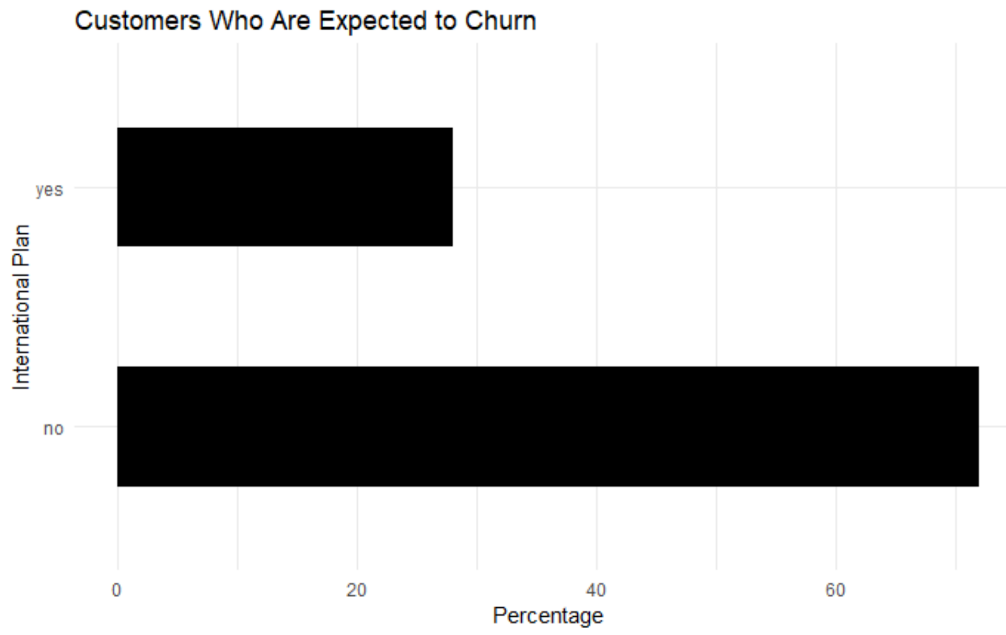 Customers Who Are Expected to Churn
International Plan
yes
no
0 20 40 60
Percentage